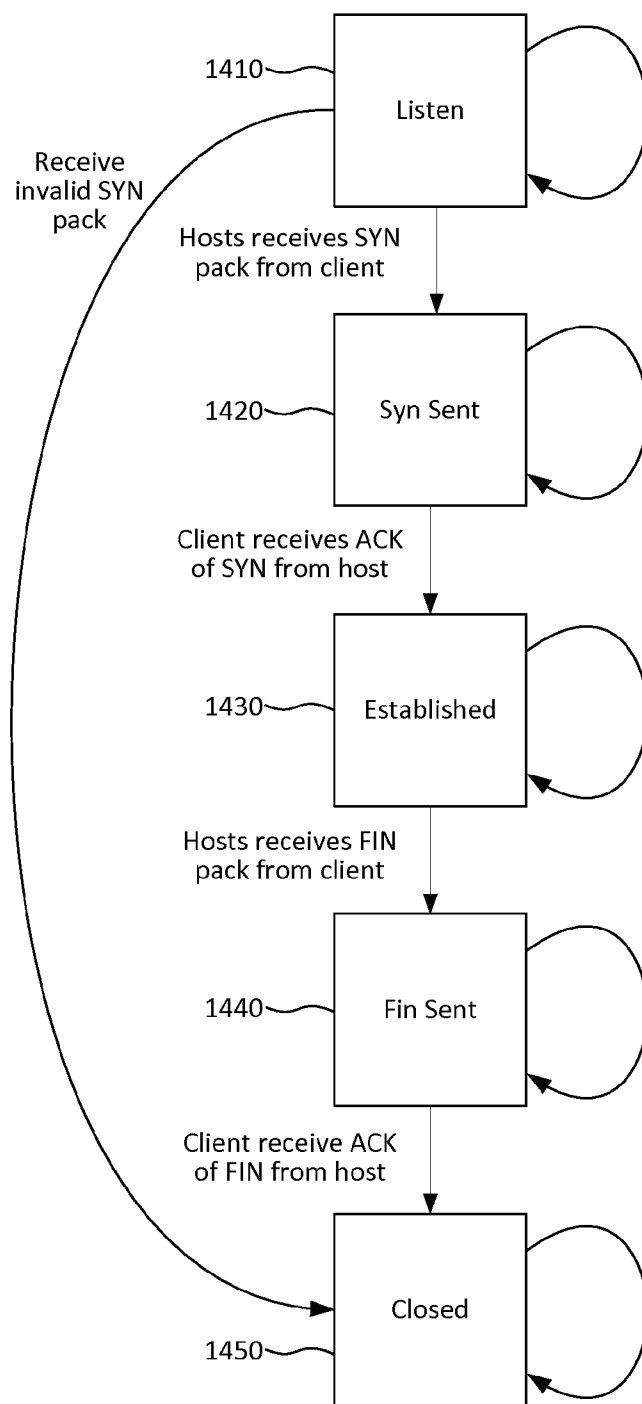 1410
Listen
Receive
invalid SYN
pack
Hosts receives SYN
pack from client
1420
Syn Sent
Client receives ACK
of SYN from host
1430
Established
Hosts receives FIN
pack from client
1440
Fin Sent
Client receive ACK
of FIN from host
Closed
1450